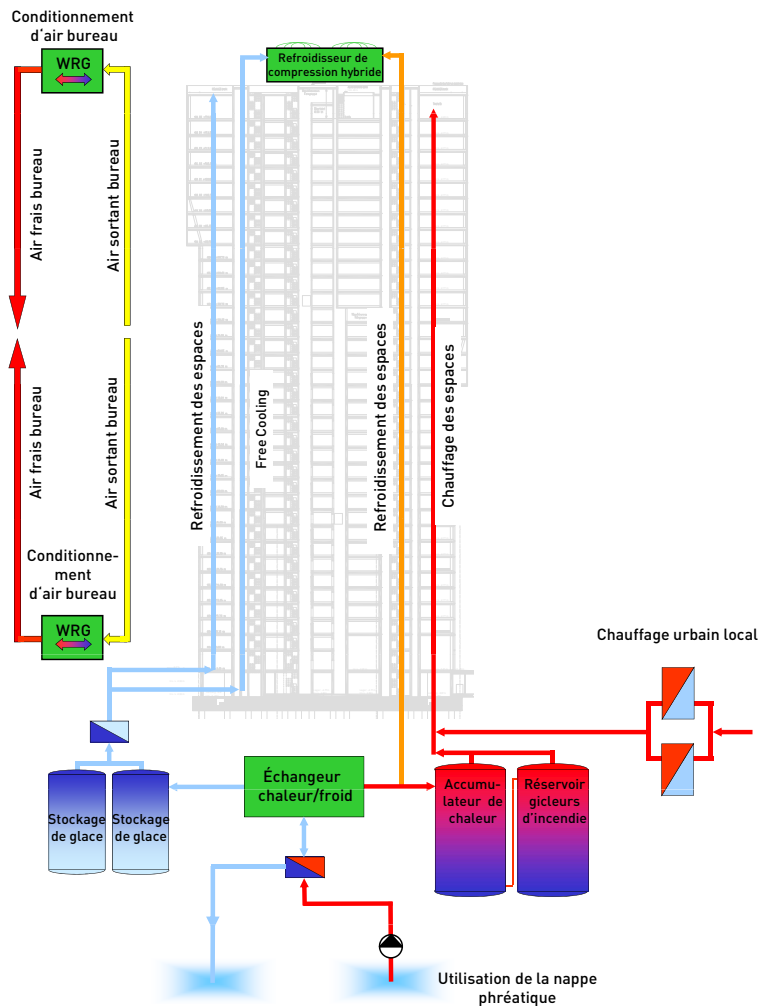 Conditionnement
d'air bureau
WRG
Refroidisseur de
compression hybride
Air frais bureau
Air sortant bureau
Air frais bureau
Air sortant bureau
Refroidissement des espaces
Free Cooling
Refroidissement des espaces
Chauffage des espaces
Conditionne-
ment
d'air bureau
WRG
Chauffage urbain local
Stockage
de glace
Stockage
de glace
Échangeur
chaleur/froid
Accumu-
lateur de
chaleur
Réservoir
gicleurs
d'incendie
Utilisation de la nappe
phréatique